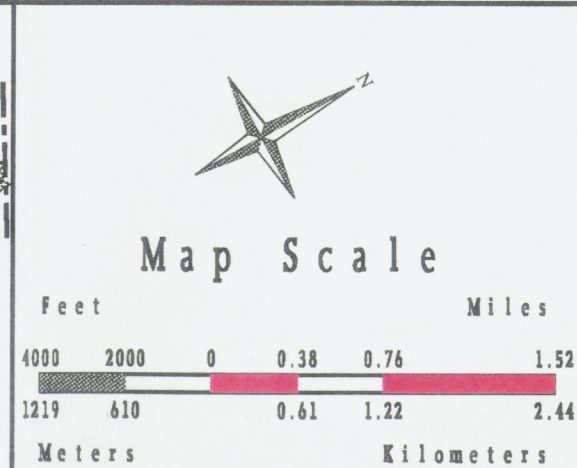 N
Map Scale
Feet Miles
4000 2000 0 0.38 0.76 1.52
1219 610 0.61 1.22 2.44
Meters Kilometers